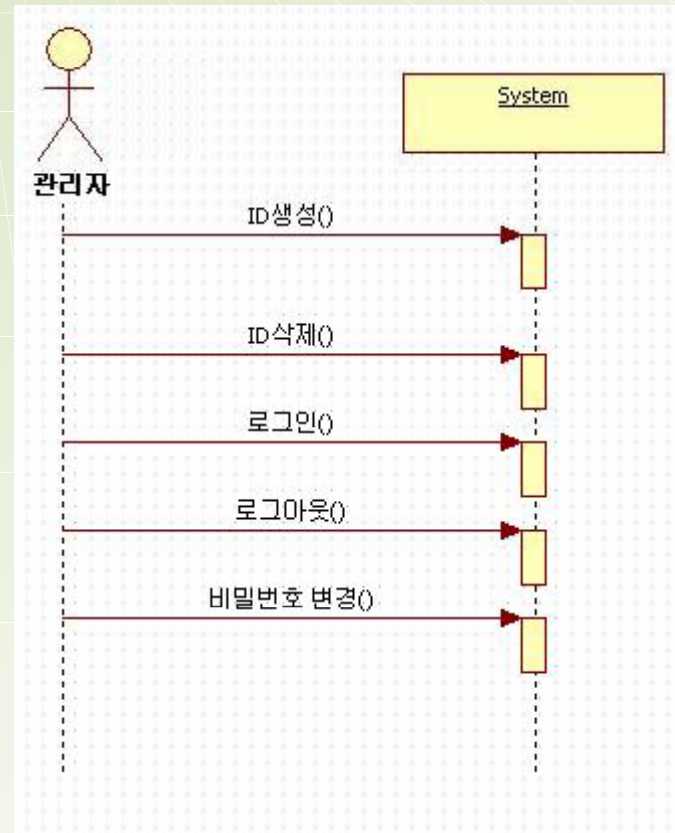 System
관리자
ID생성()
ID삭제()
로그인()
로그아웃()
비밀번호 변경()